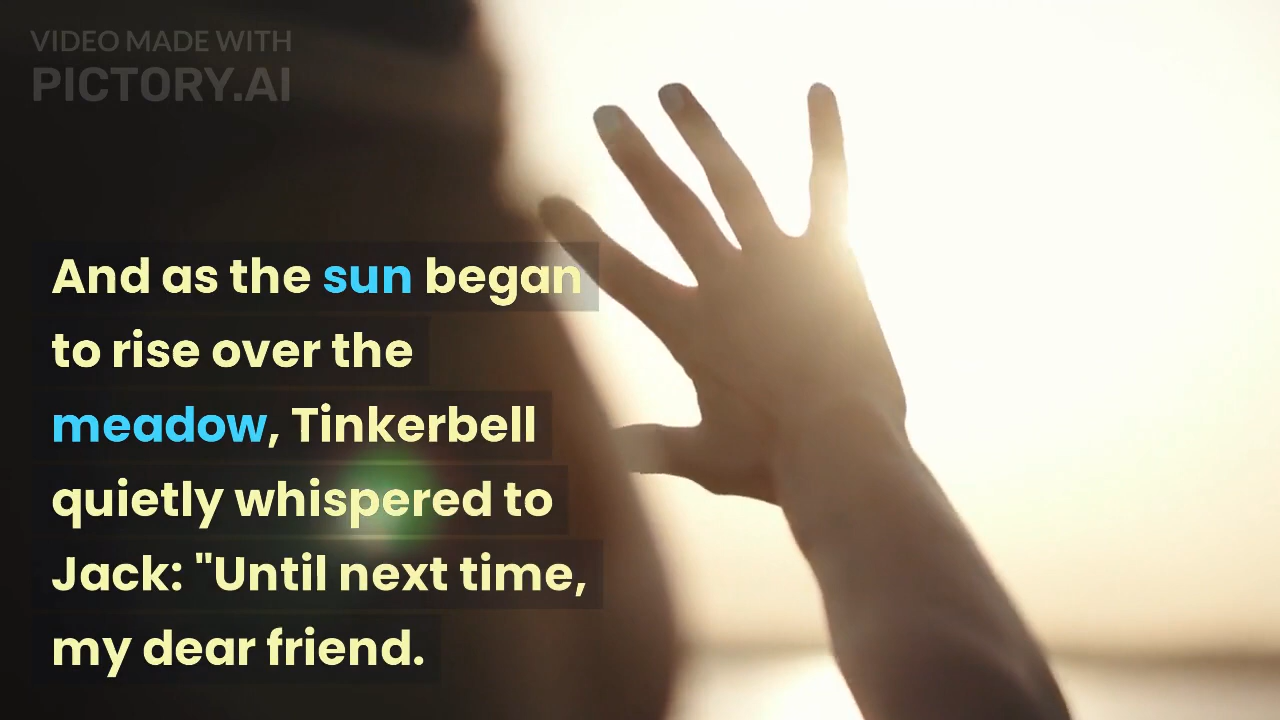 VIDEO MADE WITH
PICTORY.AI
And as the sun began
to rise over the
meadow, Tinkerbell
quietly whispered to
Jack: "Until next time,
my dear friend.